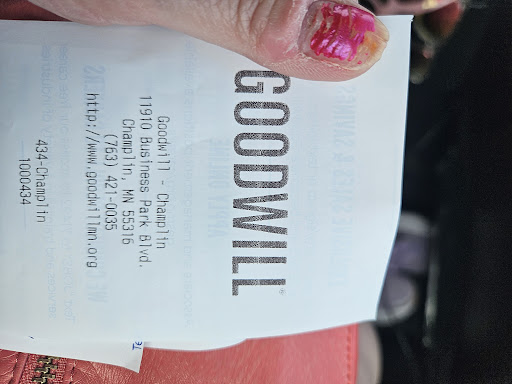 GOODWILL®
Goodwill - Champlin
11910 Business Park Blvd.
Champlin, MN 55316
(763) 421-0035
http://www.goodwillmn.org
434-Champlin
1000434